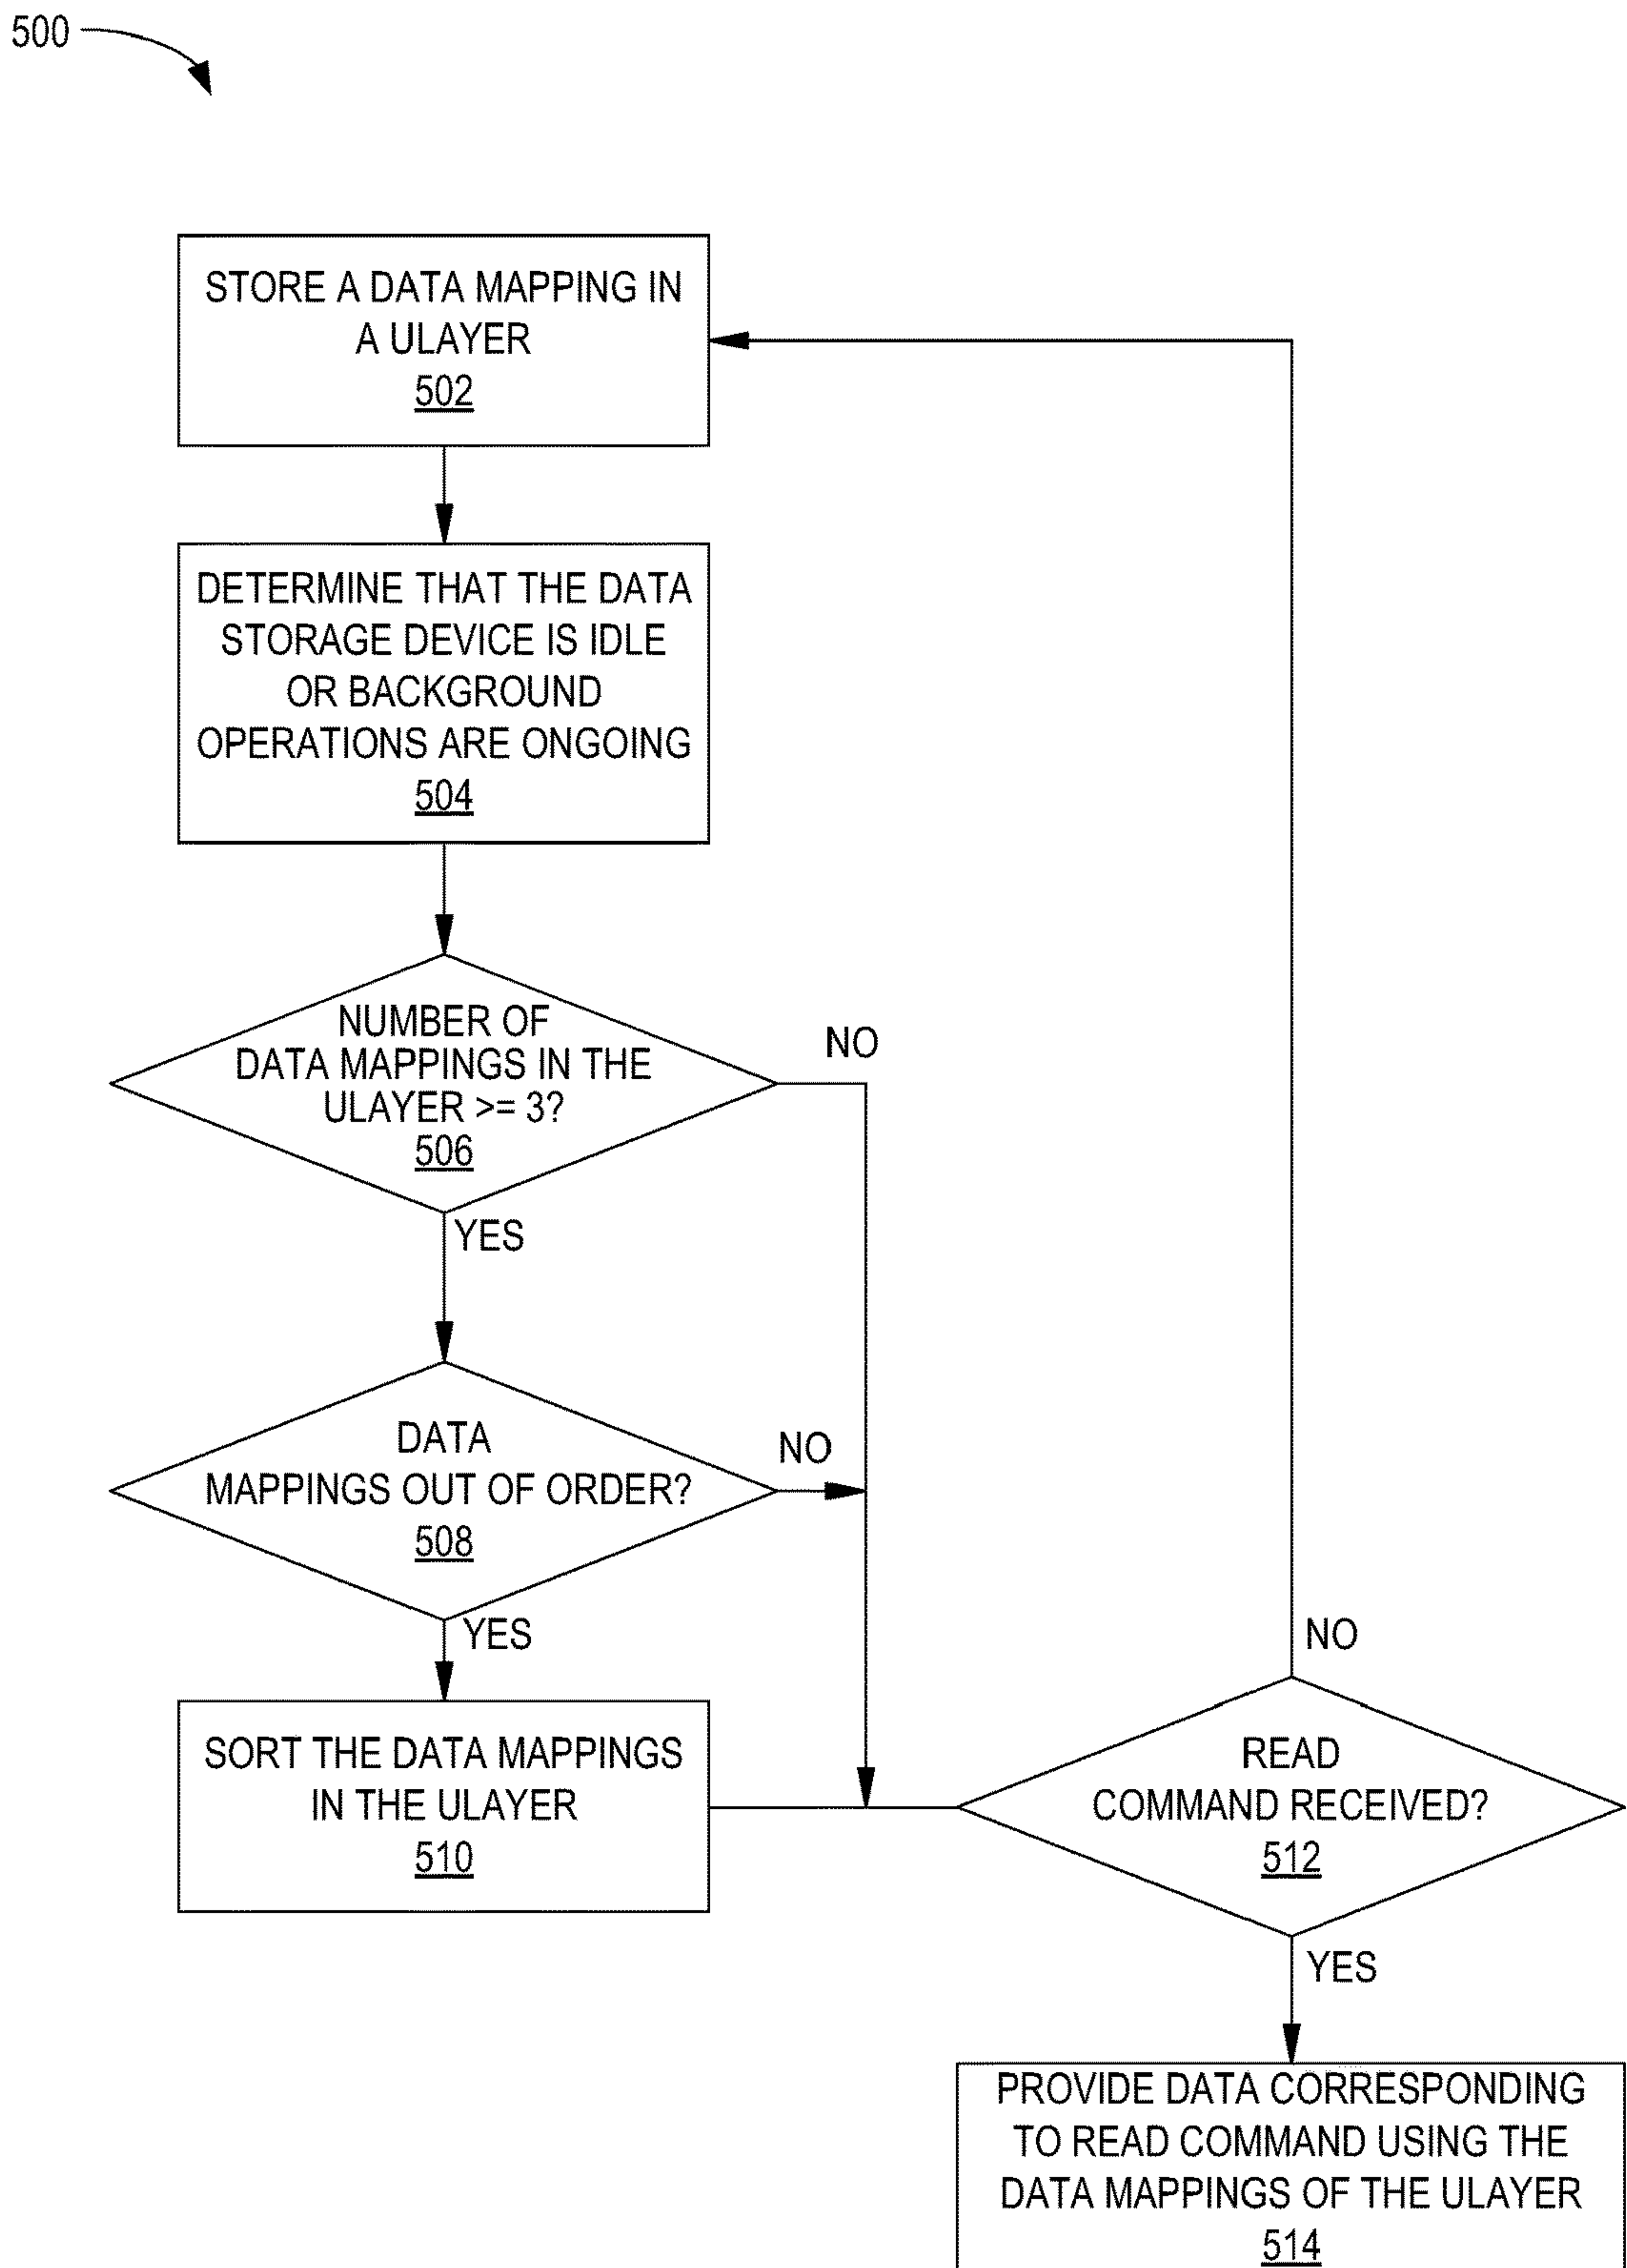 500
STORE A DATA MAPPING IN
A ULAYER
502
DETERMINE THAT THE DATA
STORAGE DEVICE IS IDLE
OR BACKGROUND
OPERATIONS ARE ONGOING
504
NUMBER OF
DATA MAPPINGS IN THE
ULAYER >= 3?
506
NO
YES
DATA
MAPPINGS OUT OF ORDER?
508
NO
YES
SORT THE DATA MAPPINGS
IN THE ULAYER
510
NO
READ
COMMAND RECEIVED?
512
YES
PROVIDE DATA CORRESPONDING
TO READ COMMAND USING THE
DATA MAPPINGS OF THE ULAYER
514